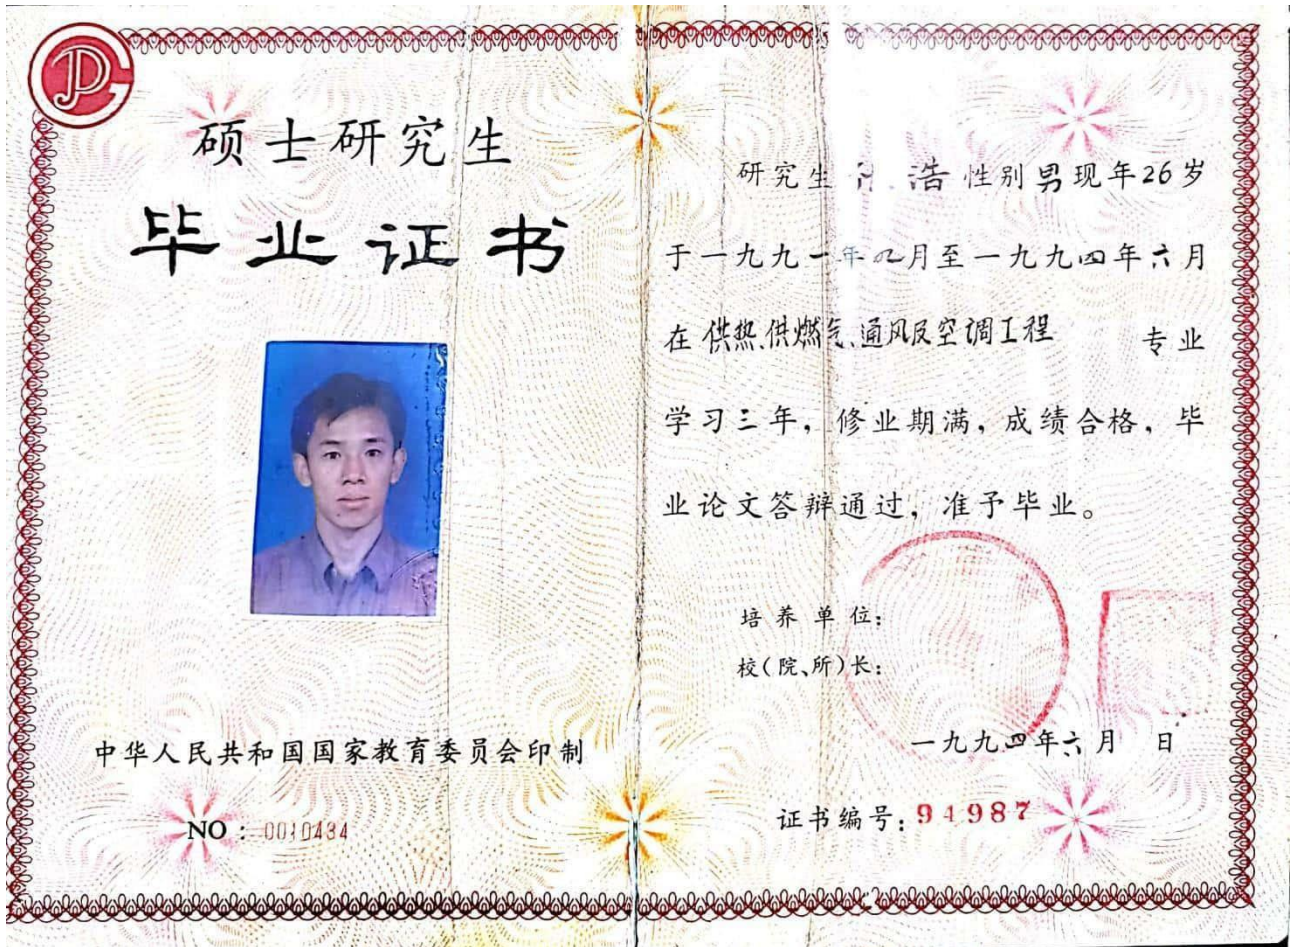 硕士研究生
毕业证书
中华人民共和国国家教育委员会印制
NO：0010434
研究生 浩 性别男现年26岁
于一九九一年九月至一九九四年六月
在供热、供燃气、通风及空调工程 专业
学习三年，修业期满，成绩合格，毕
业论文答辩通过，准予毕业。
培养单位：
校（院、所）长：
一九九四年六月 日
证书编号：94987